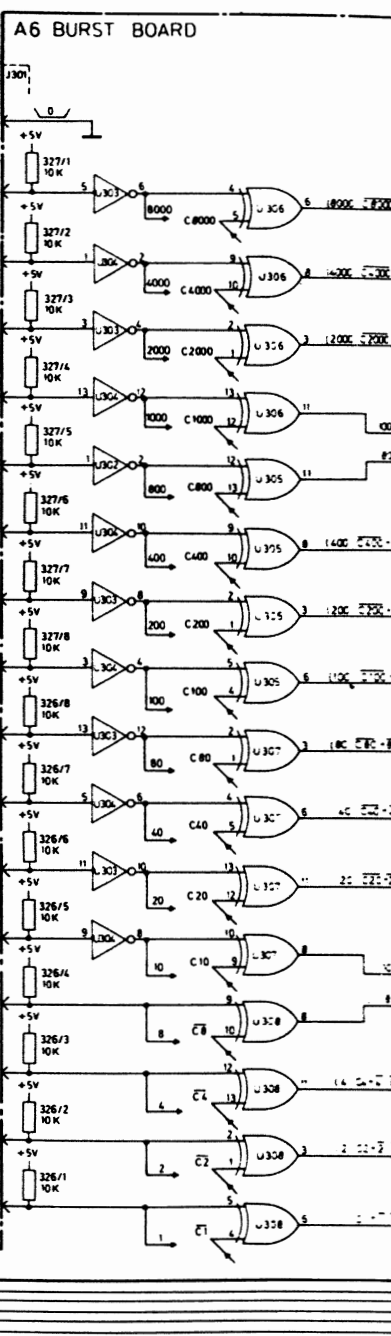 A6 BURST BOARD
J301
0
+5V
327/1
10K
5 U303 6
8000
C8000
4
5
U306
6
+5V
327/2
10K
1 U304 2
4000
C4000
9
10
U306
8
+5V
327/3
10K
3 U303 4
2000
C2000
2
1
U306
3
+5V
327/4
10K
13 U304 12
1000
C1000
13
12
U306
11
+5V
327/5
10K
1 U302 2
800
C800
12
13
U305
11
+5V
327/6
10K
11 U304 10
400
C400
9
10
U305
8
+5V
327/7
10K
9 U303 8
200
C200
2
1
U305
3
+5V
327/8
10K
3 U304 4
100
C100
5
4
U305
6
+5V
326/8
10K
13 U303 12
80
C80
2
1
U307
3
+5V
326/7
10K
5 U304 6
40
C40
4
5
U307
6
+5V
326/6
10K
11 U303 10
20
C20
13
12
U307
11
+5V
326/5
10K
9 U304 8
10
C10
10
9
U307
8
+5V
326/4
10K
8
C8
9
10
U308
8
+5V
326/3
10K
4
C4
12
13
U308
+5V
326/2
10K
2
C2
2
1
U308
3
+5V
326/1
10K
1
C1
5
4
U308